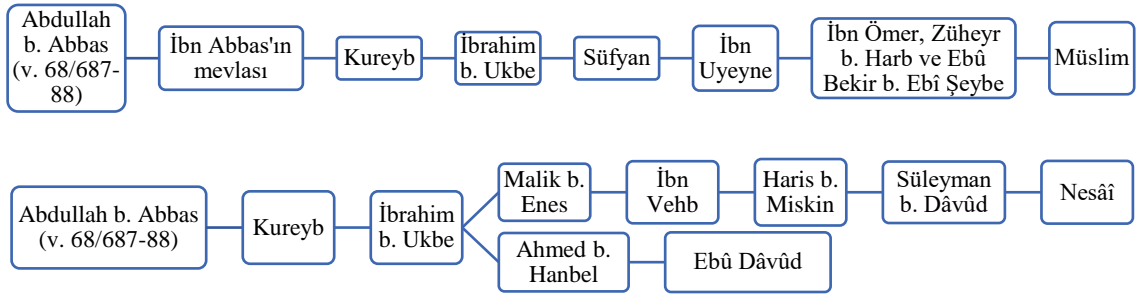 Abdullah
b. Abbas
(v. 68/687-
88)
İbn Abbas'ın
mevlası
Kureyb
İbrahim
b. Ukbe
Süfyan
İbn
Uyeyne
İbn Ömer, Züheyr
b. Harb ve Ebû
Bekir b. Ebî Şeybe
Müslim
Abdullah b. Abbas
(v. 68/687-88)
Kureyb
İbrahim
b. Ukbe
Malik b.
Enes
İbn
Vehb
Haris b.
Miskin
Süleyman
b. Dâvûd
Nesâî
Ahmed b.
Hanbel
Ebû Dâvûd